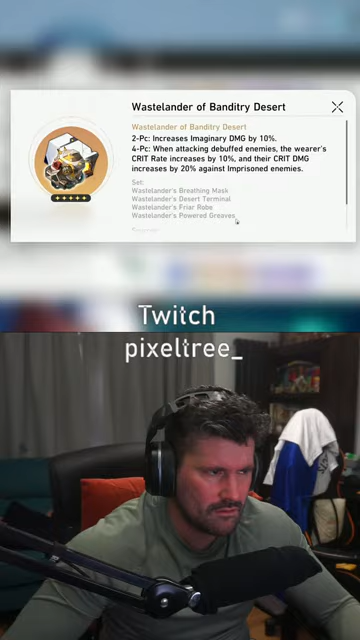 Wastelander of Banditry Desert
Wastelander of Banditry Desert
2-Pc: Increases Imaginary DMG by 10%.
4-Pc: When attacking debuffed enemies, the wearer's
CRIT Rate increases by 10%, and their CRIT DMG
increases by 20% against Imprisoned enemies.
Set:
Wastelander's Breathing Mask
Wastelander's Desert Terminal
Wastelander's Friar Robe
Wastelander's Powered Greaves
Twitch
pixeltree_